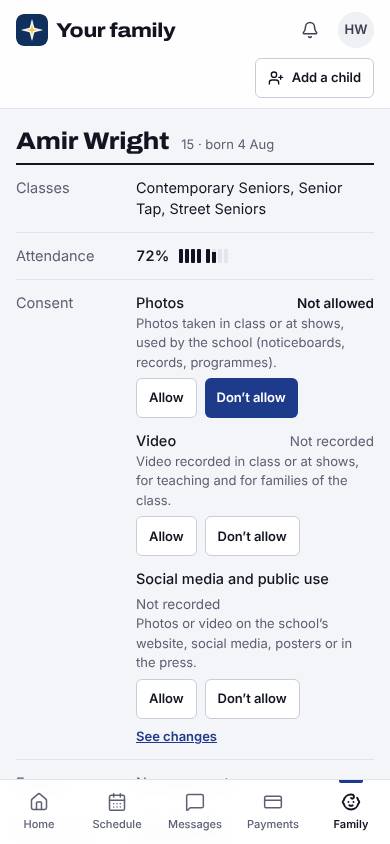 Your family
HW
Add a child
Amir Wright 15 · born 4 Aug
Classes
Contemporary Seniors, Senior
Tap, Street Seniors
Attendance
72%
Consent
Photos
Not allowed
Photos taken in class or at shows,
used by the school (noticeboards,
records, programmes).
Allow
Don’t allow
Video
Not recorded
Video recorded in class or at shows,
for teaching and for families of the
class.
Allow
Don’t allow
Social media and public use
Not recorded
Photos or video on the school’s
website, social media, posters or in
the press.
Allow
Don’t allow
See changes
Home
Schedule
Messages
Payments
Family